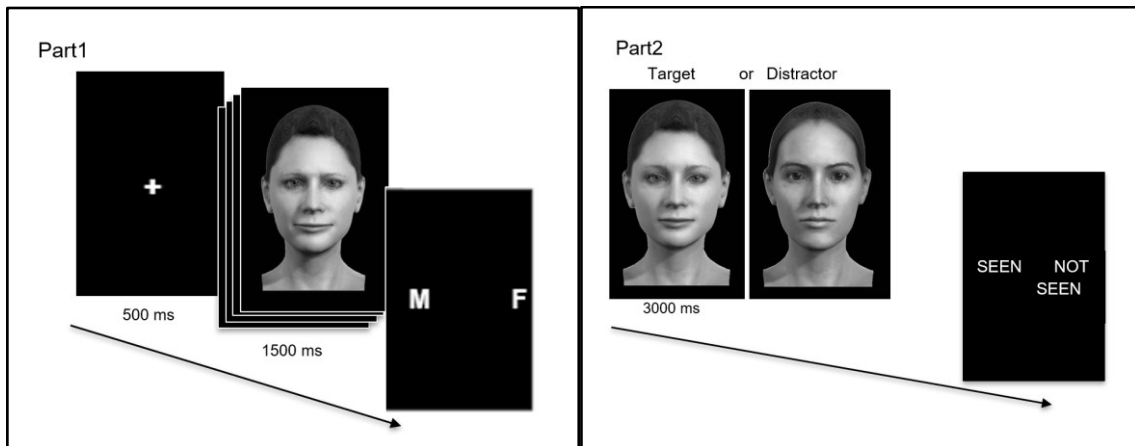 Part1
+
500 ms
1500 ms
M F
Part2
Target or Distractor
3000 ms
SEEN NOT
SEEN